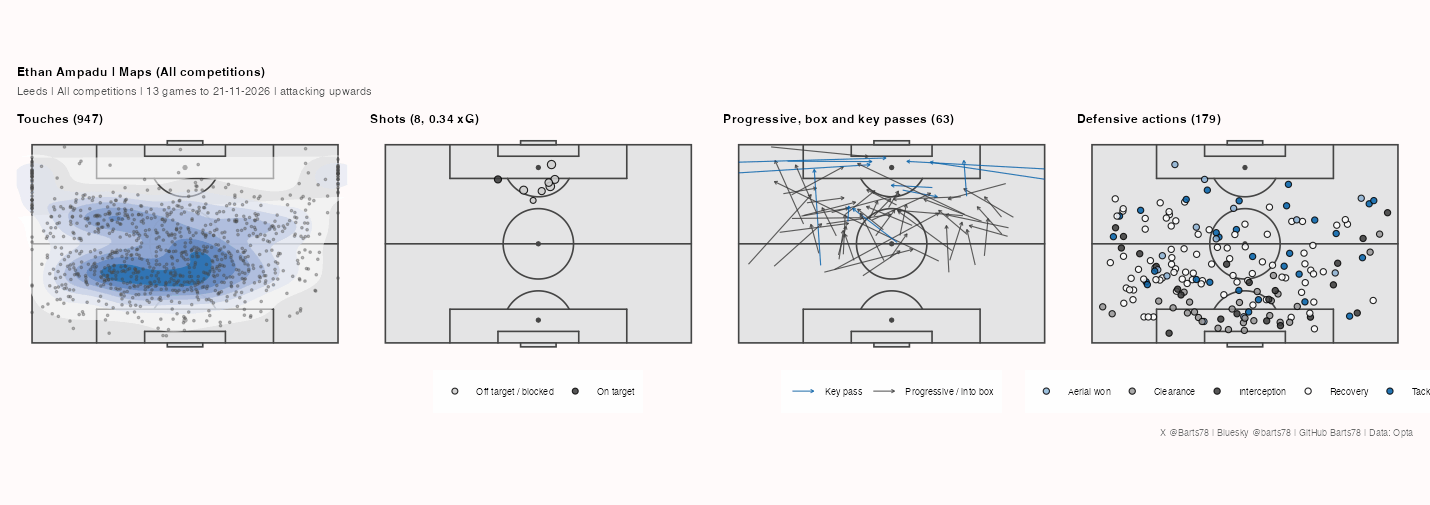 Ethan Ampadu | Maps (All competitions)
Leeds | All competitions | 13 games to 21-11-2026 | attacking upwards
Touches (947)
Shots (8, 0.34 xG)
Progressive, box and key passes (63)
Defensive actions (179)
Off target / blocked
On target
Key pass
Progressive / into box
Aerial won
Clearance
Interception
Recovery
Tack
X @Barts78 | Bluesky @barts78 | GitHub Barts78 | Data: Opta